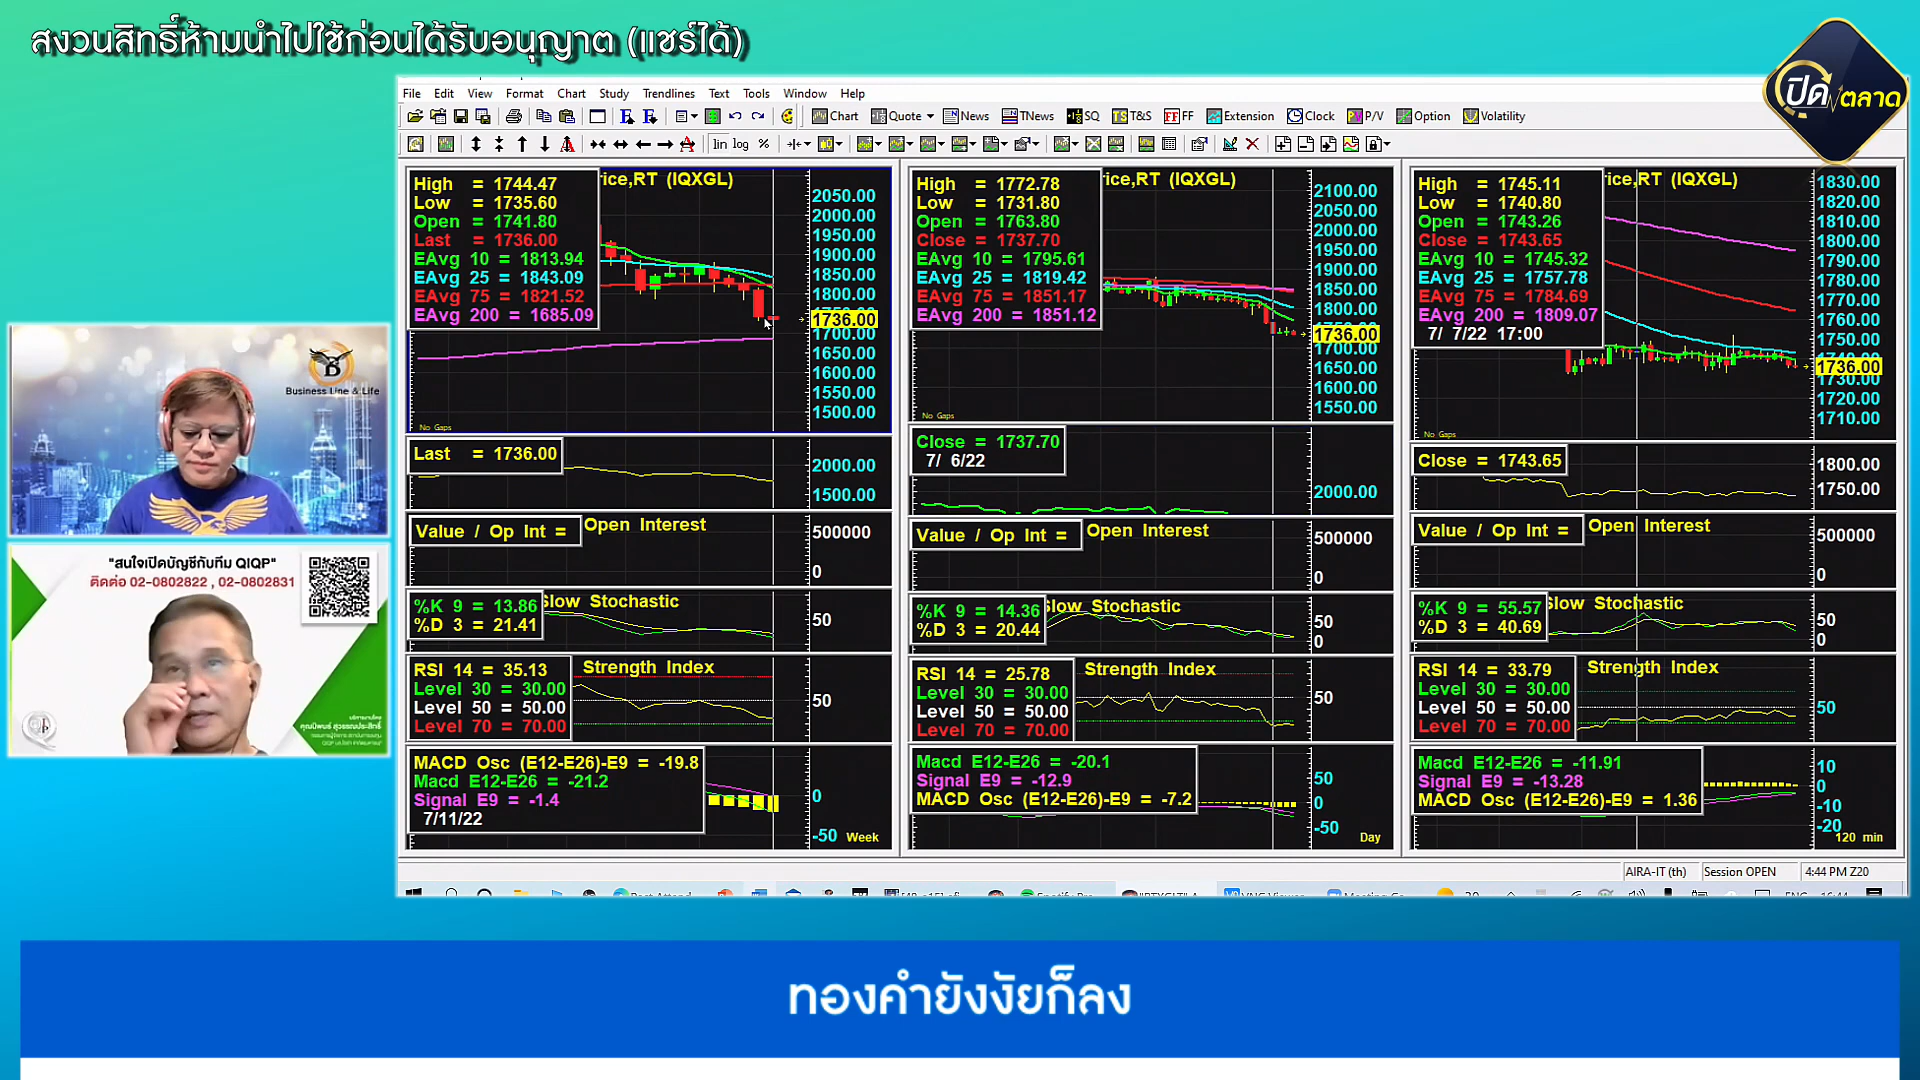 สงวนสิทธิ์ห้ามนำไปใช้ก่อนได้รับอนุญาต (แชร์ได้)
ปิดตลาด
File Edit View Format Chart Study Trendlines Text Tools Window Help
Chart Quote News TNews SQ T&S FF Extension Clock P/V Option Volatility
lin log %
High = 1744.47
Low = 1735.60
Open = 1741.80
Last = 1736.00
EAvg 10 = 1813.94
EAvg 25 = 1843.09
EAvg 75 = 1821.52
EAvg 200 = 1685.09
rice,RT (IQXGL)
2050.00
2000.00
1950.00
1900.00
1850.00
1800.00
1736.00
1700.00
1650.00
1600.00
1550.00
1500.00
No Gaps
Last = 1736.00
2000.00
1500.00
Value / Op Int =
Open Interest
500000
0
%K 9 = 13.86
%D 3 = 21.41
Slow Stochastic
50
RSI 14 = 35.13
Level 30 = 30.00
Level 50 = 50.00
Level 70 = 70.00
Strength Index
50
MACD Osc (E12-E26)-E9 = -19.8
Macd E12-E26 = -21.2
Signal E9 = -1.4
7/11/22
0
-50
Week
High = 1772.78
Low = 1731.80
Open = 1763.80
Close = 1737.70
EAvg 10 = 1795.61
EAvg 25 = 1819.42
EAvg 75 = 1851.17
EAvg 200 = 1851.12
rice,RT (IQXGL)
2100.00
2050.00
2000.00
1950.00
1900.00
1850.00
1800.00
1736.00
1700.00
1650.00
1600.00
1550.00
No Gaps
Close = 1737.70
7/ 6/22
2000.00
Value / Op Int =
Open Interest
500000
0
%K 9 = 14.36
%D 3 = 20.44
Slow Stochastic
50
0
RSI 14 = 25.78
Level 30 = 30.00
Level 50 = 50.00
Level 70 = 70.00
Strength Index
50
Macd E12-E26 = -20.1
Signal E9 = -12.9
MACD Osc (E12-E26)-E9 = -7.2
50
0
-50
Day
High = 1745.11
Low = 1740.80
Open = 1743.26
Close = 1743.65
EAvg 10 = 1745.32
EAvg 25 = 1757.78
EAvg 75 = 1784.69
EAvg 200 = 1809.07
7/ 7/22 17:00
rice,RT (IQXGL)
1830.00
1820.00
1810.00
1800.00
1790.00
1780.00
1770.00
1760.00
1750.00
1740.00
1736.00
1730.00
1720.00
1710.00
No Gaps
Close = 1743.65
1800.00
1750.00
Value / Op Int =
Open Interest
500000
0
%K 9 = 55.57
%D 3 = 40.69
Slow Stochastic
50
0
RSI 14 = 33.79
Level 30 = 30.00
Level 50 = 50.00
Level 70 = 70.00
Strength Index
50
Macd E12-E26 = -11.91
Signal E9 = -13.28
MACD Osc (E12-E26)-E9 = 1.36
10
0
-10
-20
120 min
AIRA-IT (th) Session OPEN 4:44 PM Z20
B
Business Line & Life
"สนใจเปิดบัญชีกับทีม QIQP"
ติดต่อ 02-0802822 , 02-0802831
ทองคำยังงัยก็ลง